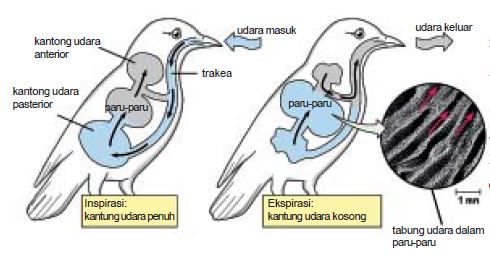 udara masuk
udara keluar
kantong udara
anterior
trakea
kantong udara
pasterior
paru-paru
paru-paru
Inspirasi:
kantung udara penuh
Ekspirasi:
kantung udara kosong
1 mn
tabung udara dalam
paru-paru